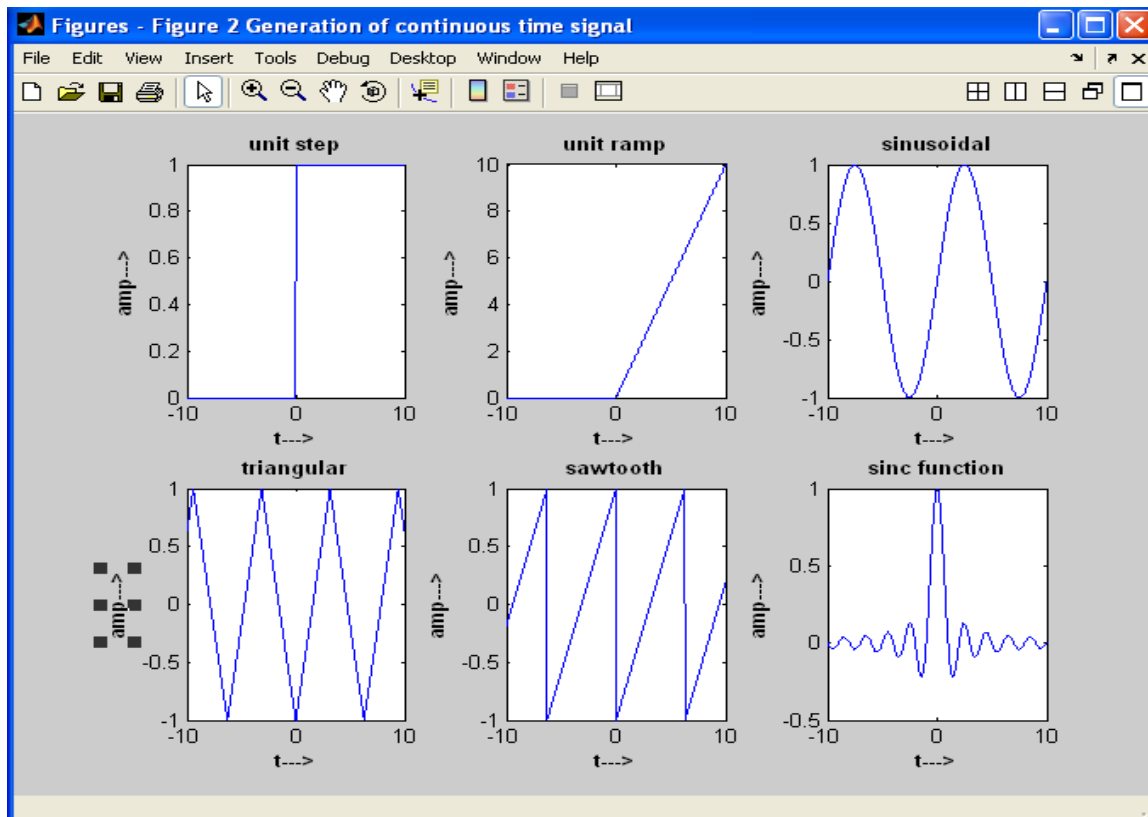 Figures - Figure 2 Generation of continuous time signal
File Edit View Insert Tools Debug Desktop Window Help
unit step
1
0.8
0.6
0.4
0.2
0
-10 0 10
amp--->
t--->
unit ramp
10
8
6
4
2
0
-10 0 10
amp--->
t--->
sinusoidal
1
0.5
0
-0.5
-1
-10 0 10
amp--->
t--->
triangular
1
0.5
0
-0.5
-1
-10 0 10
amp--->
t--->
sawtooth
1
0.5
0
-0.5
-1
-10 0 10
amp--->
t--->
sinc function
1
0.5
0
-0.5
-10 0 10
amp--->
t--->